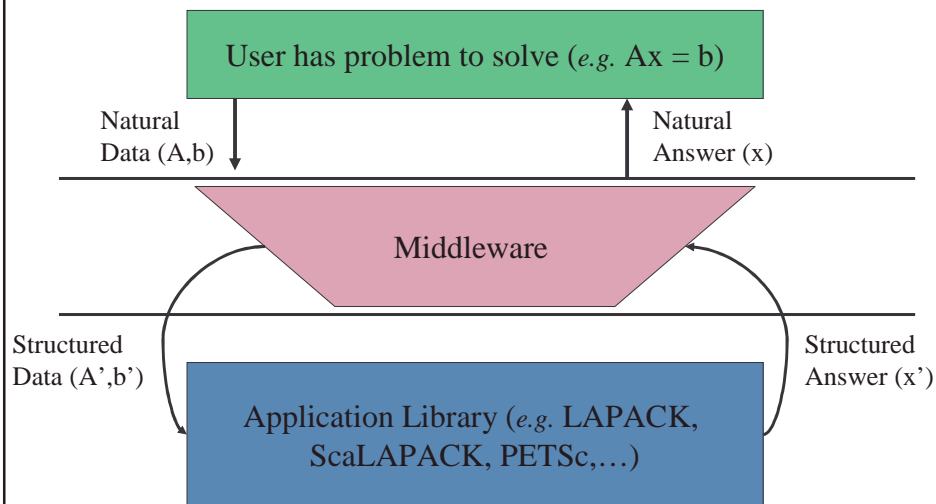 User has problem to solve (e.g. Ax = b)
Natural
Data (A,b)
Natural
Answer (x)
Middleware
Structured
Data (A’,b’)
Structured
Answer (x’)
Application Library (e.g. LAPACK,
ScaLAPACK, PETSc,…)